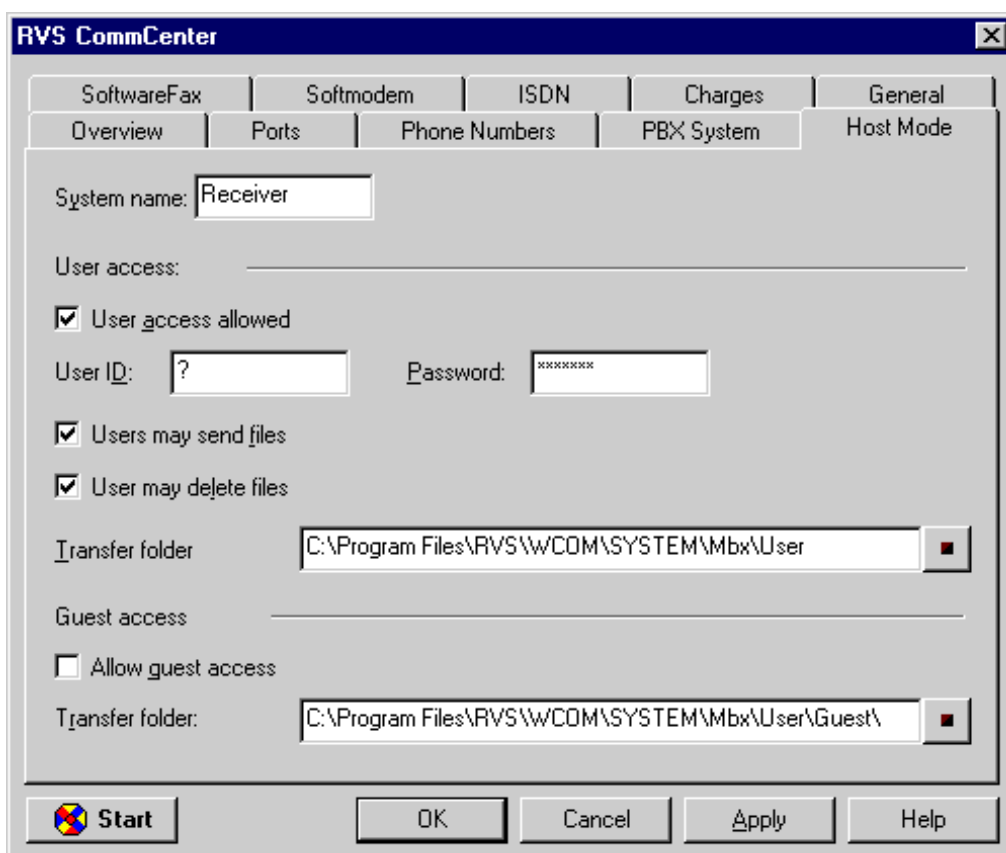 RVS CommCenter
SoftwareFax Softmodem ISDN Charges General
Overview Ports Phone Numbers PBX System Host Mode
System name: Receiver
User access:
User access allowed
User ID: ? Password: *******
Users may send files
User may delete files
Transfer folder C:\Program Files\RVS\WCOM\SYSTEM\Mbx\User
Guest access
Allow guest access
Transfer folder: C:\Program Files\RVS\WCOM\SYSTEM\Mbx\User\Guest\
Start OK Cancel Apply Help